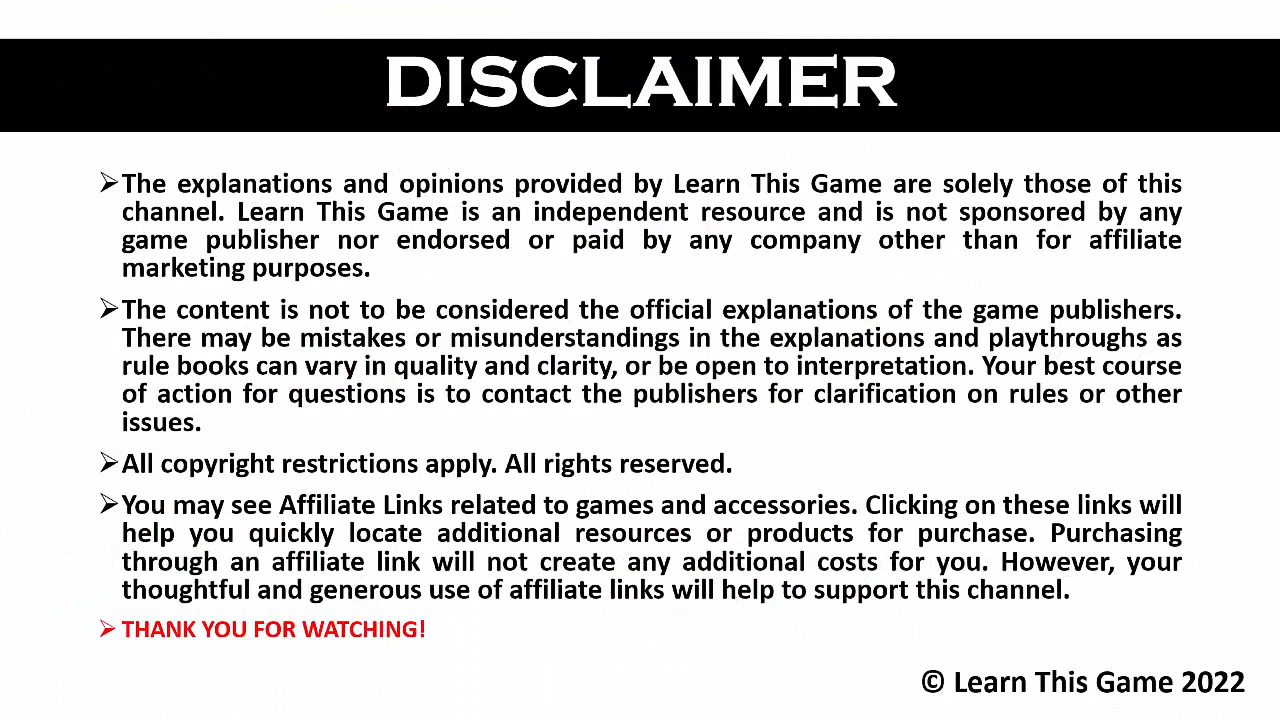 DISCLAIMER
➢The explanations and opinions provided by Learn This Game are solely those of this
channel. Learn This Game is an independent resource and is not sponsored by any
game publisher nor endorsed or paid by any company other than for affiliate
marketing purposes.
➢The content is not to be considered the official explanations of the game publishers.
There may be mistakes or misunderstandings in the explanations and playthroughs as
rule books can vary in quality and clarity, or be open to interpretation. Your best course
of action for questions is to contact the publishers for clarification on rules or other
issues.
➢All copyright restrictions apply. All rights reserved.
➢You may see Affiliate Links related to games and accessories. Clicking on these links will
help you quickly locate additional resources or products for purchase. Purchasing
through an affiliate link will not create any additional costs for you. However, your
thoughtful and generous use of affiliate links will help to support this channel.
➢ THANK YOU FOR WATCHING!
© Learn This Game 2022